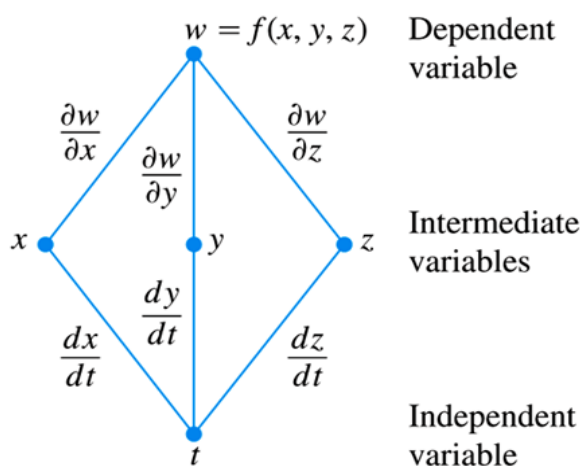 w = f(x, y, z)
Dependent
variable
∂w
∂x
∂w
∂y
∂w
∂z
x
y
z
Intermediate
variables
dx
dt
dy
dt
dz
dt
t
Independent
variable